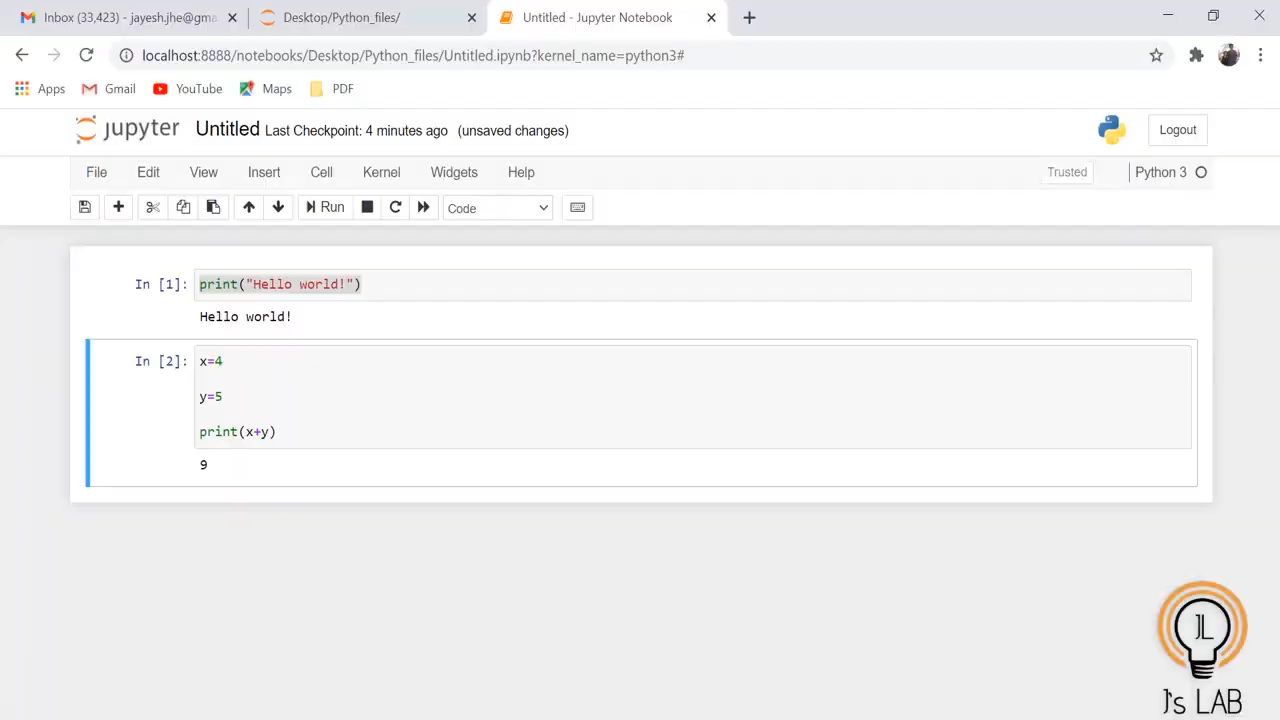 Inbox (33,423) - jayesh.jhe@gma
Desktop/Python_files/
Untitled - Jupyter Notebook
localhost:8888/notebooks/Desktop/Python_files/Untitled.ipynb?kernel_name=python3#
Apps Gmail YouTube Maps PDF
jupyter Untitled Last Checkpoint: 4 minutes ago (unsaved changes) Logout
File Edit View Insert Cell Kernel Widgets Help Trusted Python 3
Run Code
In [1]: print("Hello world!")
Hello world!
In [2]: x=4
y=5
print(x+y)
9
JL
J's LAB